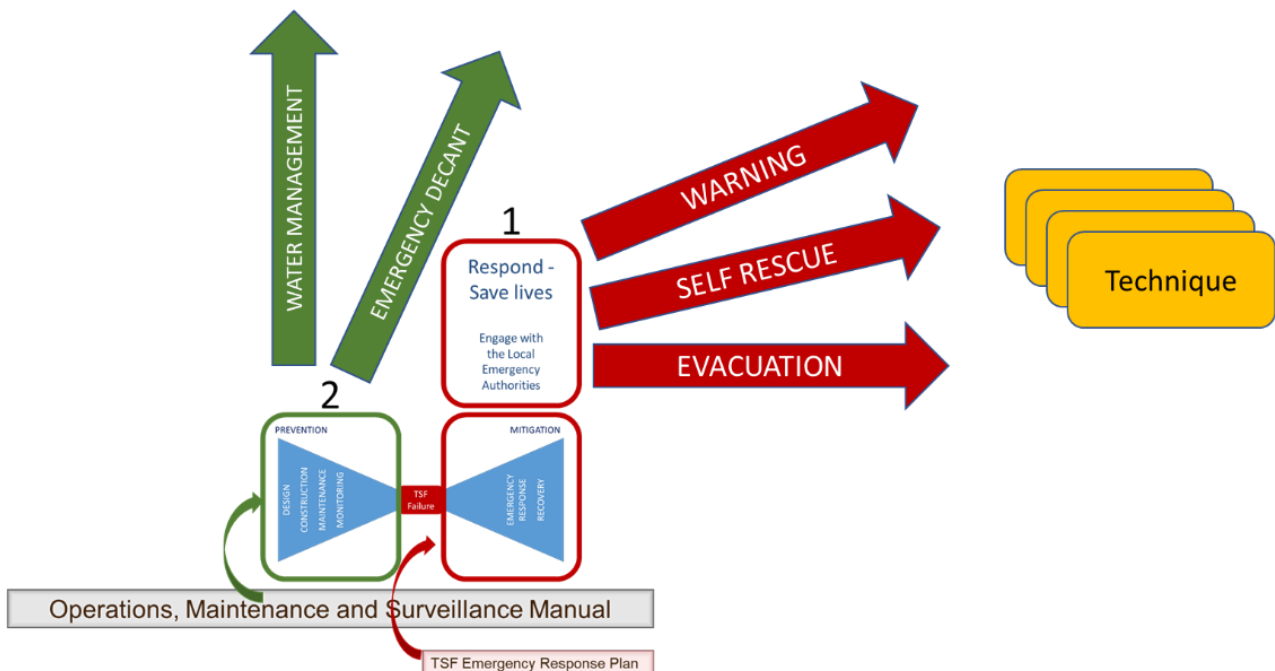 WATER MANAGEMENT
EMERGENCY DECANT
1
Respond -
Save lives
Engage with
the Local
Emergency
Authorities
WARNING
SELF RESCUE
EVACUATION
Technique
2
PREVENTION
DESIGN
CONSTRUCTION
MAINTENANCE
MONITORING
TSF
Failure
MITIGATION
EMERGENCY
RESPONSE
RECOVERY
Operations, Maintenance and Surveillance Manual
TSF Emergency Response Plan